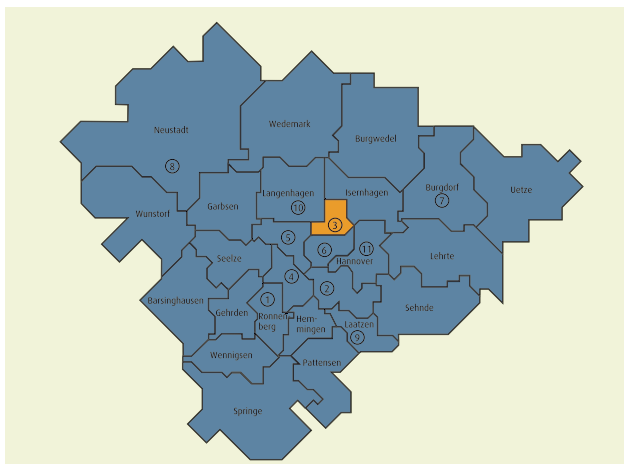 Neustadt
8
Wedemark
Burgwedel
Wunstorf
Garbsen
Langenhagen
10
Isernhagen
Burgdorf
7
Uetze
3
5
6
11
Hannover
Lehrte
Seelze
4
2
Barsinghausen
Gehrden
1
Ronnen
berg
Hem-
mingen
Laatzen
9
Sehnde
Wennigsen
Pattensen
Springe